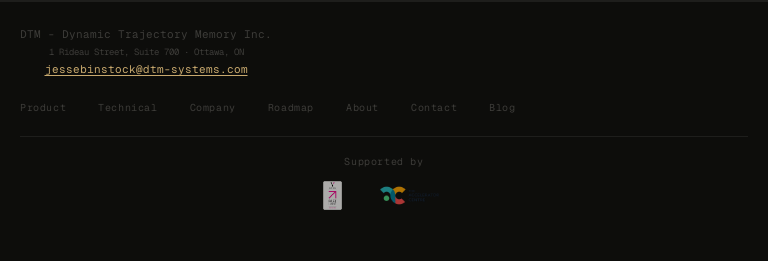 DTM - Dynamic Trajectory Memory Inc.
1 Rideau Street, Suite 700 · Ottawa, ON
jessebinstock@dtm-systems.com
Product Technical Company Roadmap About Contact Blog
Supported by